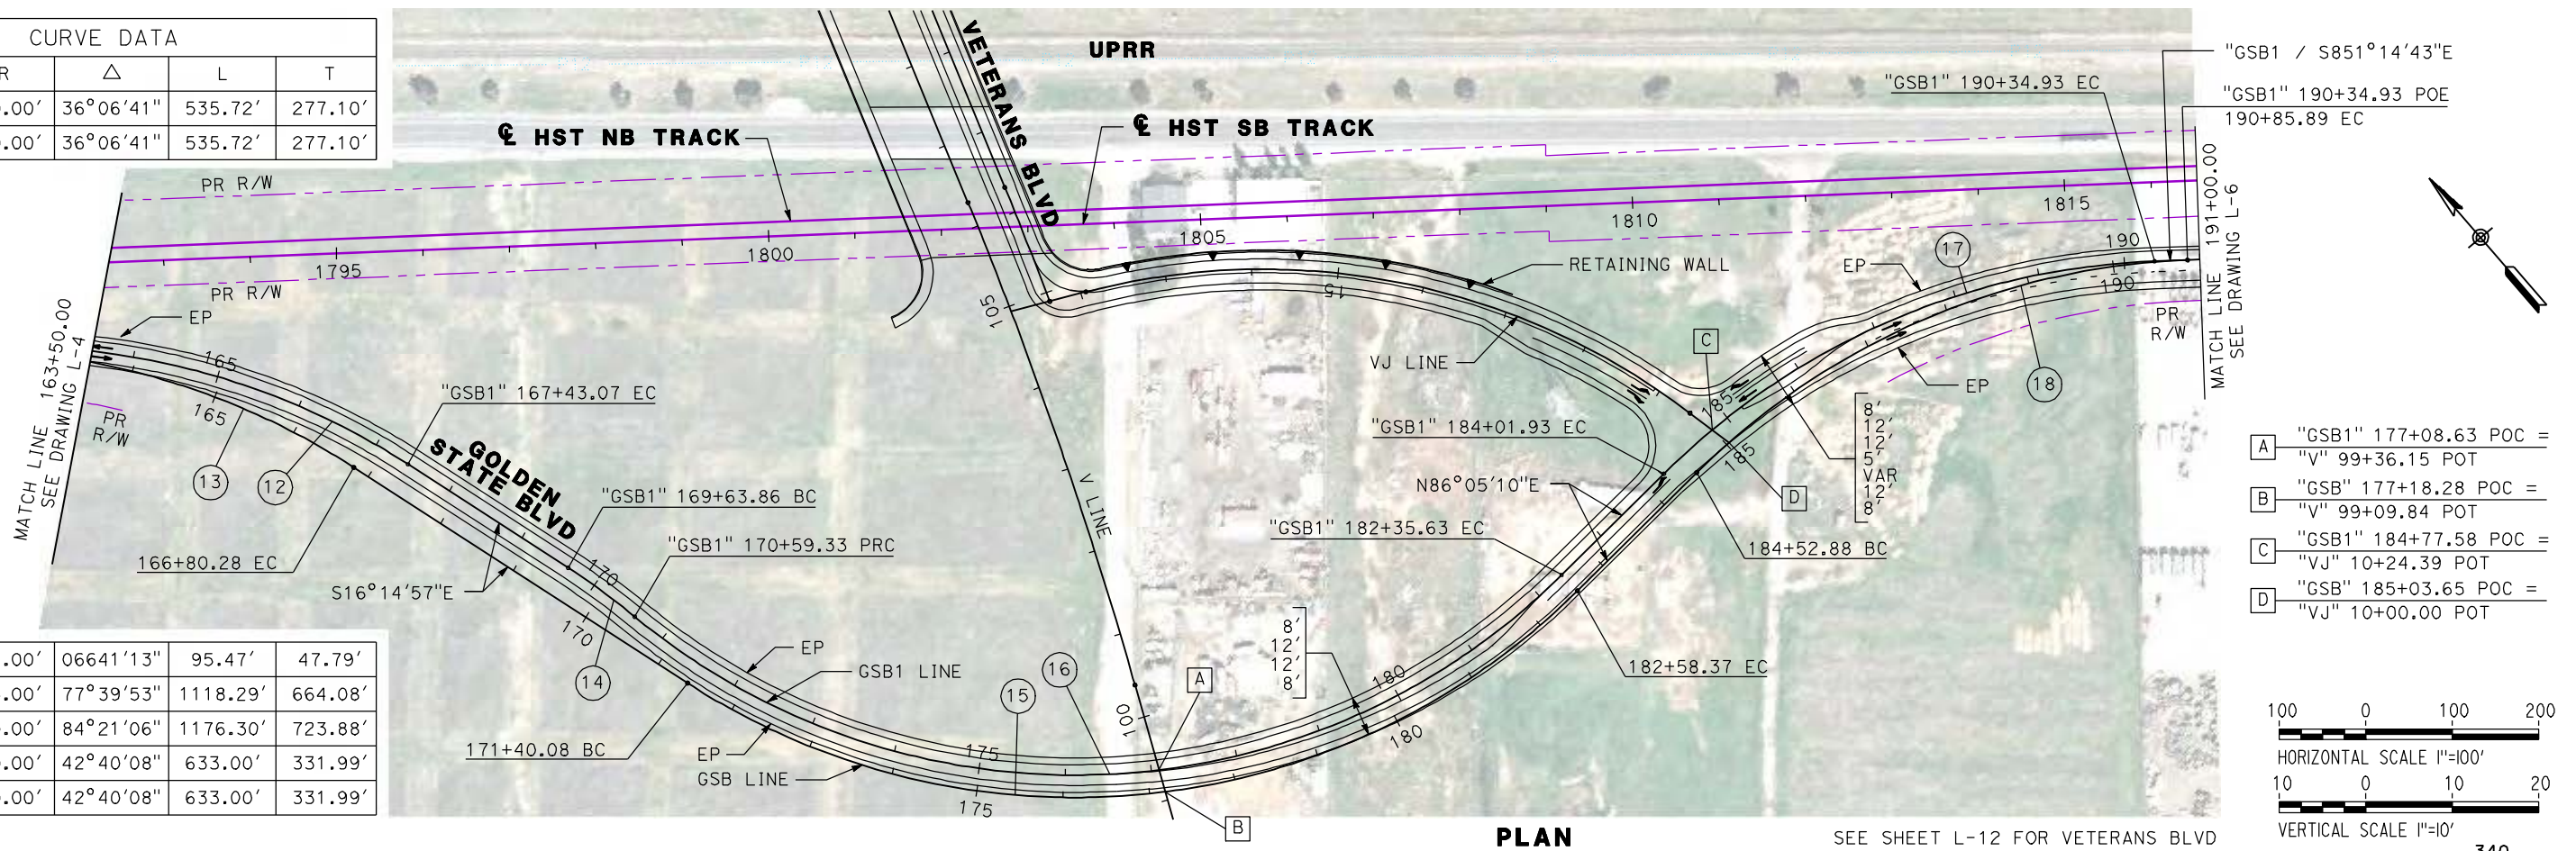 CURVE DATA
R △ L T
.00' 36°06'41" 535.72' 277.10'
.00' 36°06'41" 535.72' 277.10'
.00' 06641'13" 95.47' 47.79'
.00' 77°39'53" 1118.29' 664.08'
.00' 84°21'06" 1176.30' 723.88'
.00' 42°40'08" 633.00' 331.99'
.00' 42°40'08" 633.00' 331.99'
MATCH LINE 163+50.00
SEE DRAWING L-4
PR R/W
PR R/W
PR
R/W
EP
165
165
13
12
166+80.28 EC
"GSB1" 167+43.07 EC
GOLDEN
STATE BLVD
"GSB1" 169+63.86 BC
"GSB1" 170+59.33 PRC
S16°14'57"E
170
170
14
171+40.08 BC
EP
GSB1 LINE
EP
GSB LINE
175
175
15
16
UPRR
VETERANS BLVD
℄ HST NB TRACK
℄ HST SB TRACK
1795
1800
1805
1810
1815
105
V LINE
100
A
B
15
RETAINING WALL
VJ LINE
8'
12'
12'
8'
180
180
"GSB1" 184+01.93 EC
N86°05'10"E
"GSB1" 182+35.63 EC
182+58.37 EC
184+52.88 BC
C
D
185
185
8'
12'
12'
5'
VAR
12'
8'
EP
17
EP
18
190
190
PR
R/W
"GSB1" 190+34.93 EC
"GSB1 / S851°14'43"E
"GSB1" 190+34.93 POE
190+85.89 EC
MATCH LINE 191+00.00
SEE DRAWING L-6
A "GSB1" 177+08.63 POC =
"V" 99+36.15 POT
B "GSB" 177+18.28 POC =
"V" 99+09.84 POT
C "GSB1" 184+77.58 POC =
"VJ" 10+24.39 POT
D "GSB" 185+03.65 POC =
"VJ" 10+00.00 POT
100 0 100 200
HORIZONTAL SCALE 1"=100'
10 0 10 20
VERTICAL SCALE 1"=10'
PLAN
SEE SHEET L-12 FOR VETERANS BLVD